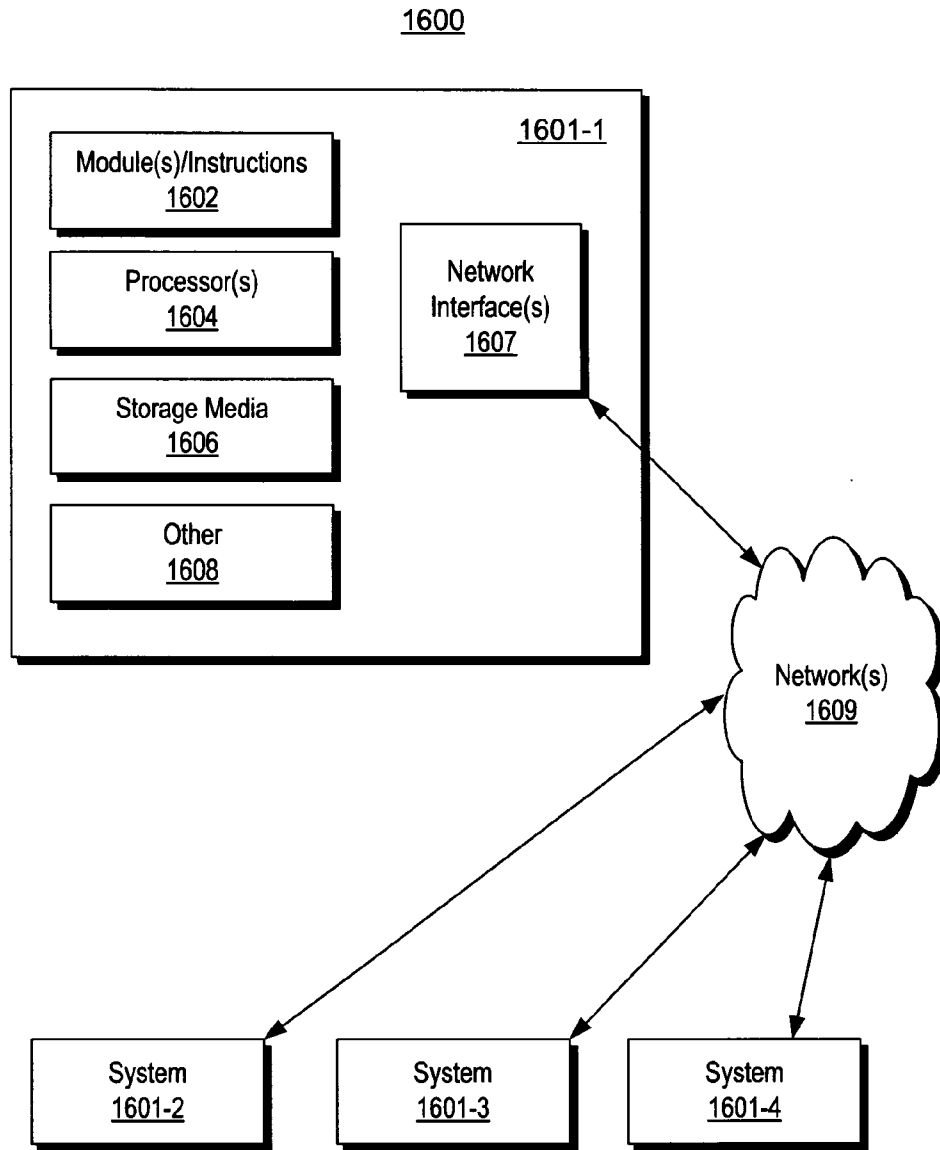 1600
1601-1
Module(s)/Instructions
1602
Processor(s)
1604
Storage Media
1606
Other
1608
Network
Interface(s)
1607
Network(s)
1609
System
1601-2
System
1601-3
System
1601-4